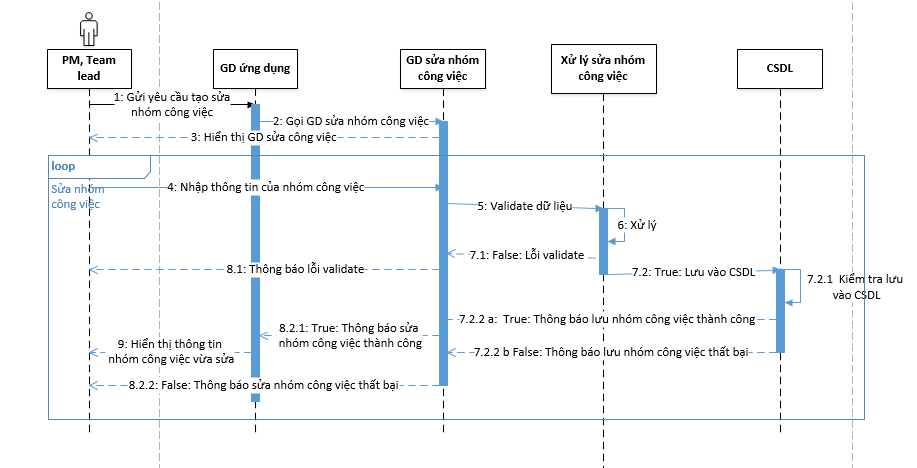 PM, Team
lead
GD ứng dụng
GD sửa nhóm
công việc
Xử lý sửa nhóm
công việc
CSDL
1: Gửi yêu cầu tạo sửa
nhóm công việc
2: Gọi GD sửa nhóm công việc
3: Hiển thị GD sửa công việc
loop
Sửa nhóm
công việc
4: Nhập thông tin của nhóm công việc
5: Validate dữ liệu
6: Xử lý
7.1: False: Lỗi validate
8.1: Thông báo lỗi validate
7.2: True: Lưu vào CSDL
7.2.1 Kiểm tra lưu
vào CSDL
7.2.2 a: True: Thông báo lưu nhóm công việc thành công
8.2.1: True: Thông báo sửa
nhóm công việc thành công
9: Hiển thị thông tin
nhóm công việc vừa sửa
7.2.2 b False: Thông báo lưu nhóm công việc thất bại
8.2.2: False: Thông báo sửa nhóm công việc thất bại